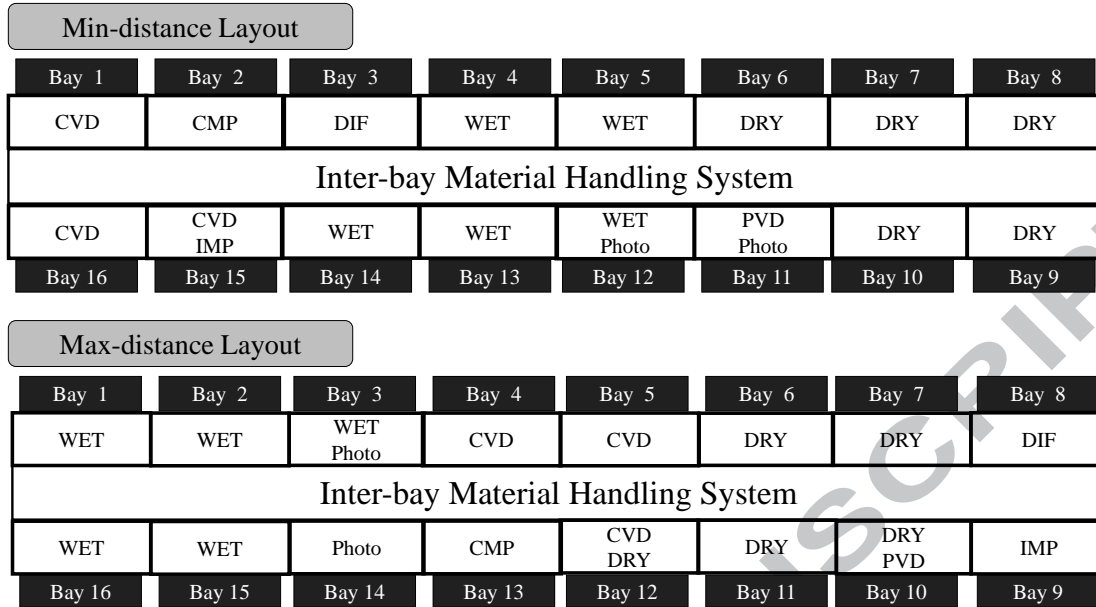 Min-distance Layout
Bay 1 Bay 2 Bay 3 Bay 4 Bay 5 Bay 6 Bay 7 Bay 8
CVD CMP DIF WET WET DRY DRY DRY
Inter-bay Material Handling System
CVD CVD IMP WET WET WET Photo PVD Photo DRY DRY
Bay 16 Bay 15 Bay 14 Bay 13 Bay 12 Bay 11 Bay 10 Bay 9
Max-distance Layout
Bay 1 Bay 2 Bay 3 Bay 4 Bay 5 Bay 6 Bay 7 Bay 8
WET WET WET Photo CVD CVD DRY DRY DIF
Inter-bay Material Handling System
WET WET Photo CMP CVD DRY DRY DRY PVD IMP
Bay 16 Bay 15 Bay 14 Bay 13 Bay 12 Bay 11 Bay 10 Bay 9